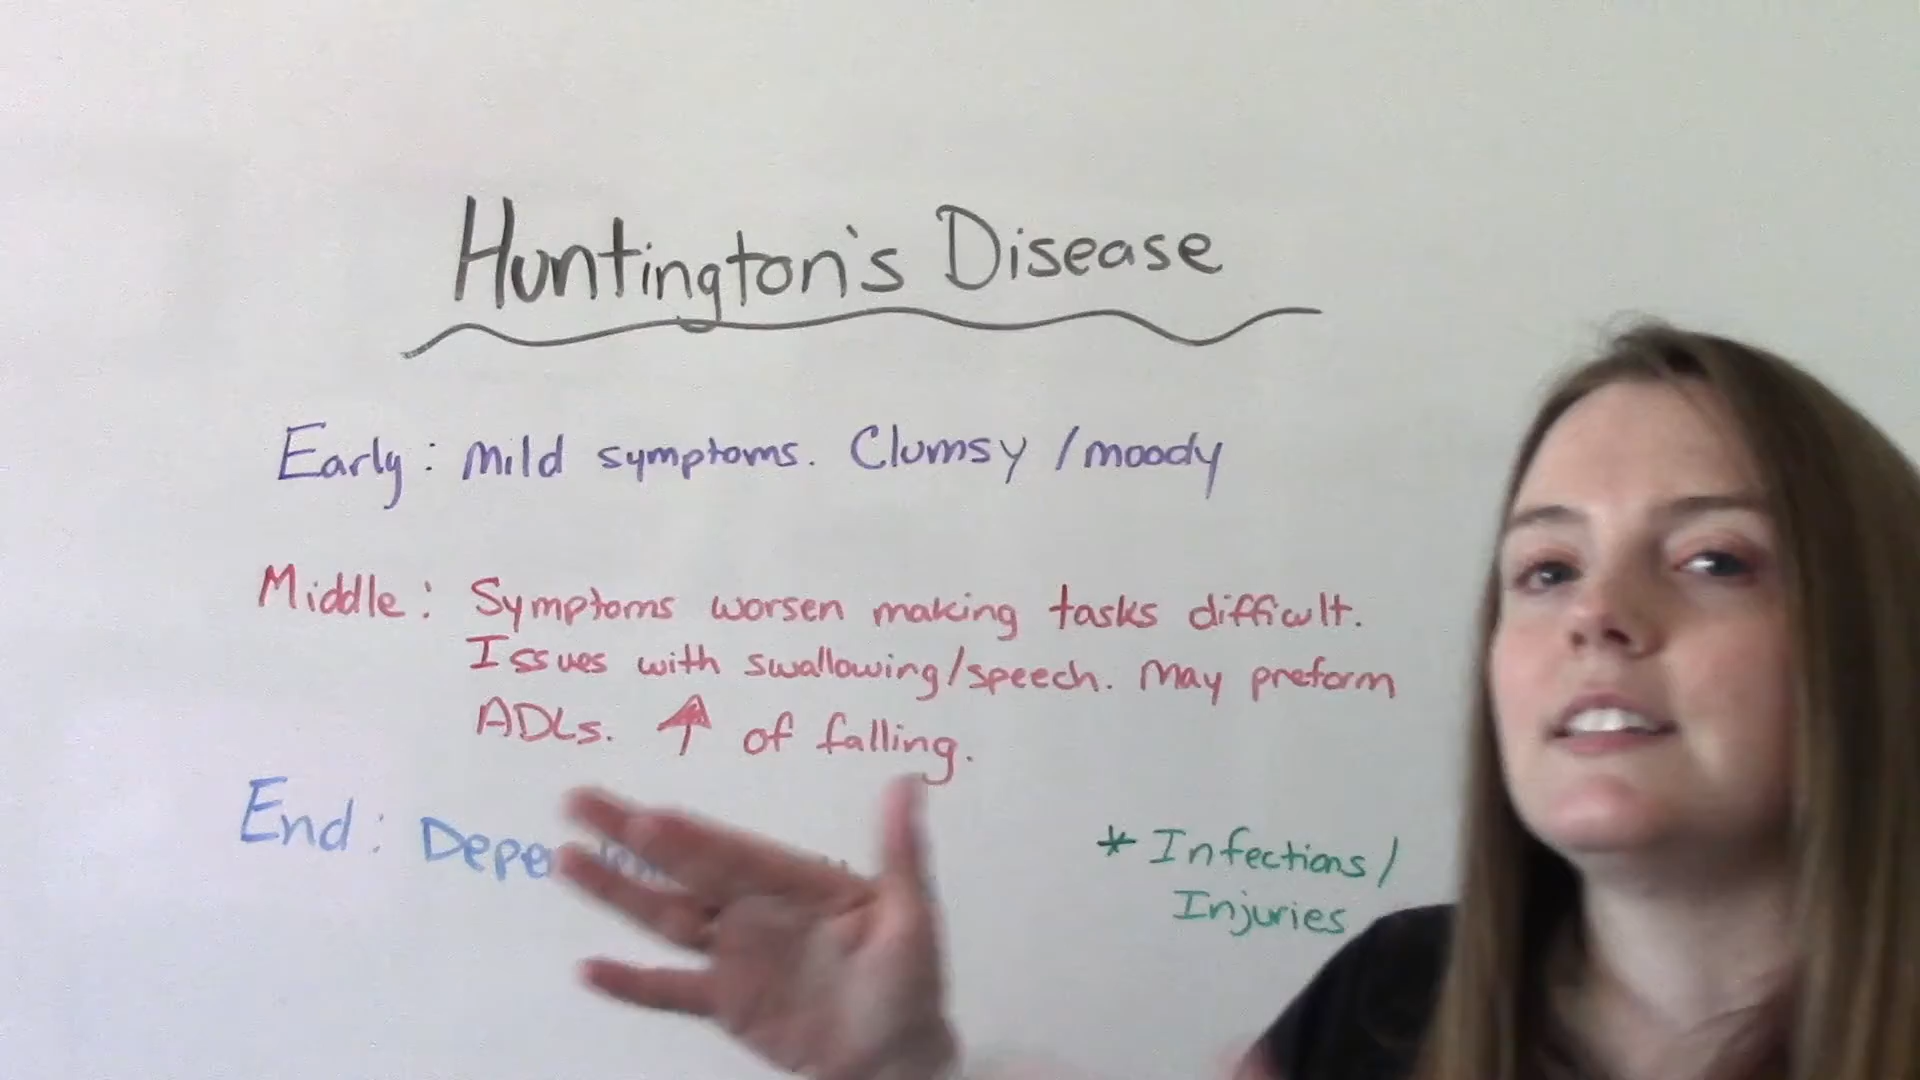 Huntington's Disease
Early: Mild symptoms. Clumsy / moody
Middle: Symptoms worsen making tasks difficult.
Issues with swallowing/speech. May preform
ADLs. ↑ of falling.
End:
* Infections /
Injuries